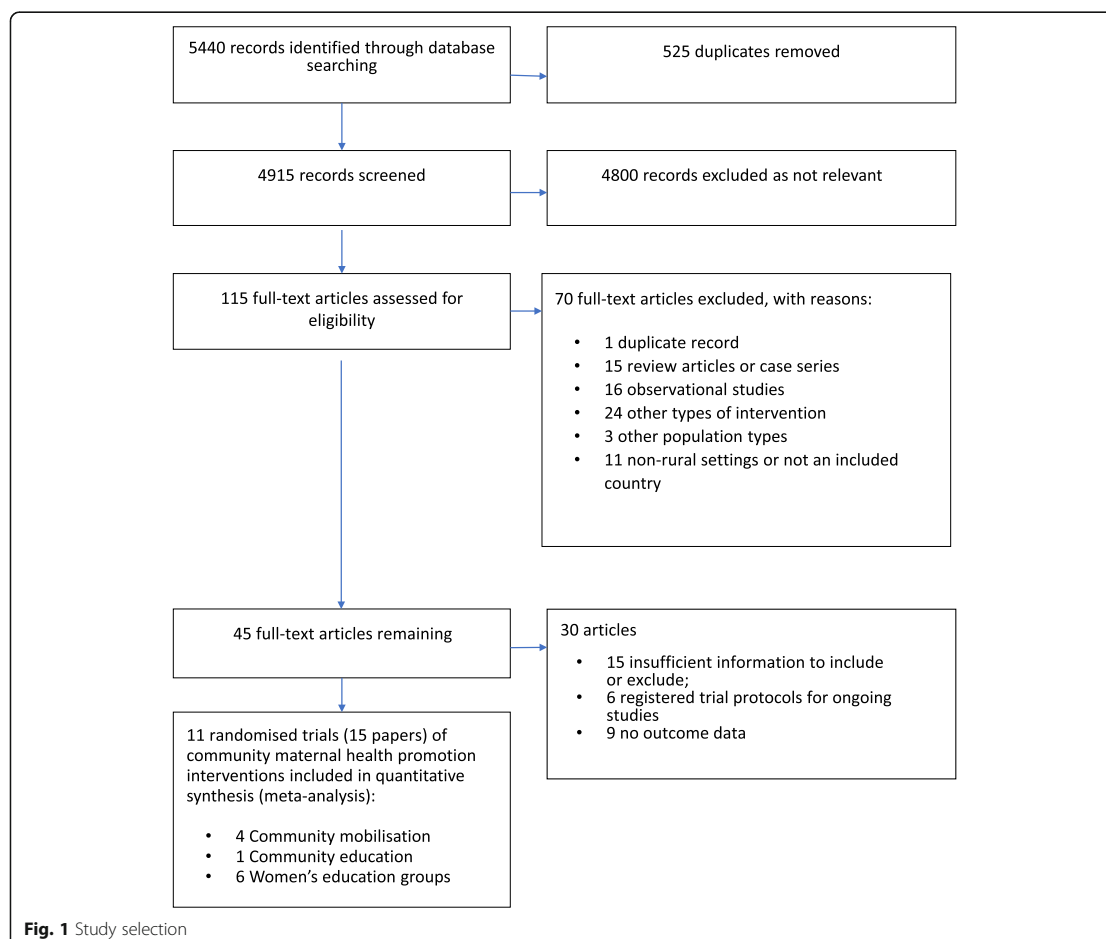 5440 records identified through database
searching
525 duplicates removed
4915 records screened
4800 records excluded as not relevant
115 full-text articles assessed for
eligibility
70 full-text articles excluded, with reasons:
• 1 duplicate record
• 15 review articles or case series
• 16 observational studies
• 24 other types of intervention
• 3 other population types
• 11 non-rural settings or not an included
country
45 full-text articles remaining
30 articles
• 15 insufficient information to include
or exclude;
• 6 registered trial protocols for ongoing
studies
• 9 no outcome data
11 randomised trials (15 papers) of
community maternal health promotion
interventions included in quantitative
synthesis (meta-analysis):
• 4 Community mobilisation
• 1 Community education
• 6 Women’s education groups
Fig. 1 Study selection